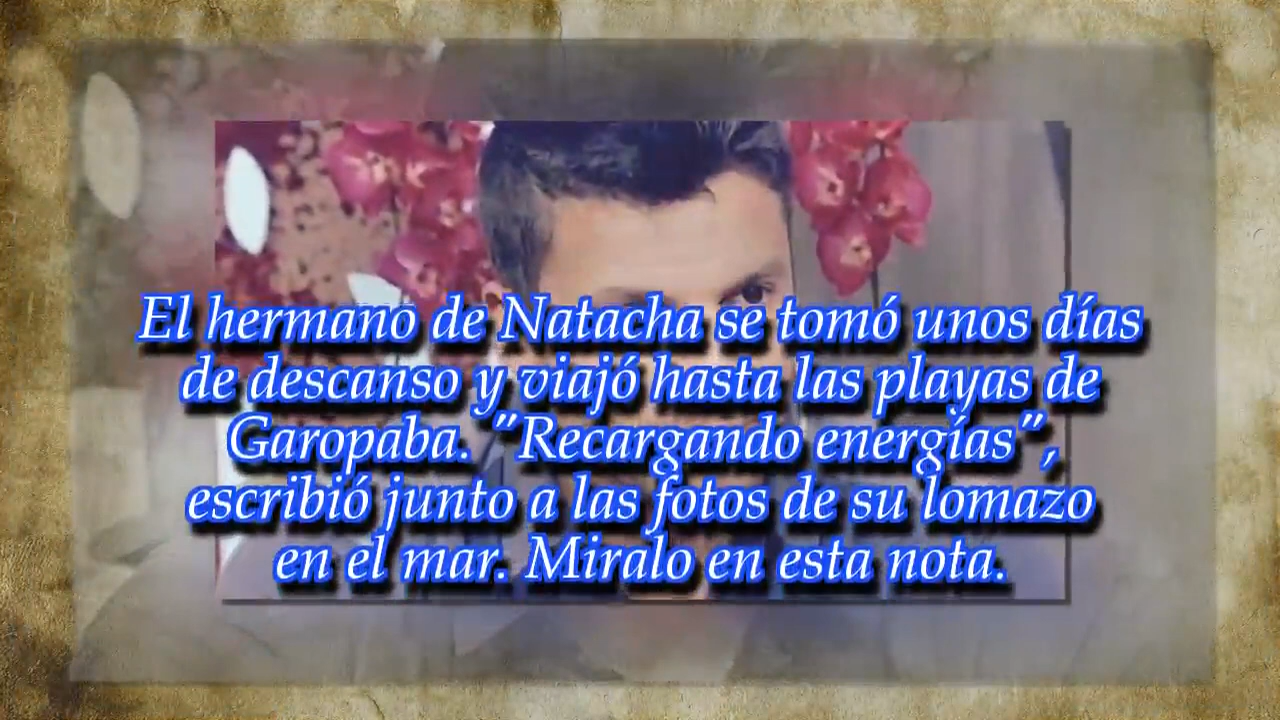 El hermano de Natacha se tomó unos días
de descanso y viajó hasta las playas de
Garopaba. "Recargando energías",
escribió junto a las fotos de su lomazo
en el mar. Miralo en esta nota.